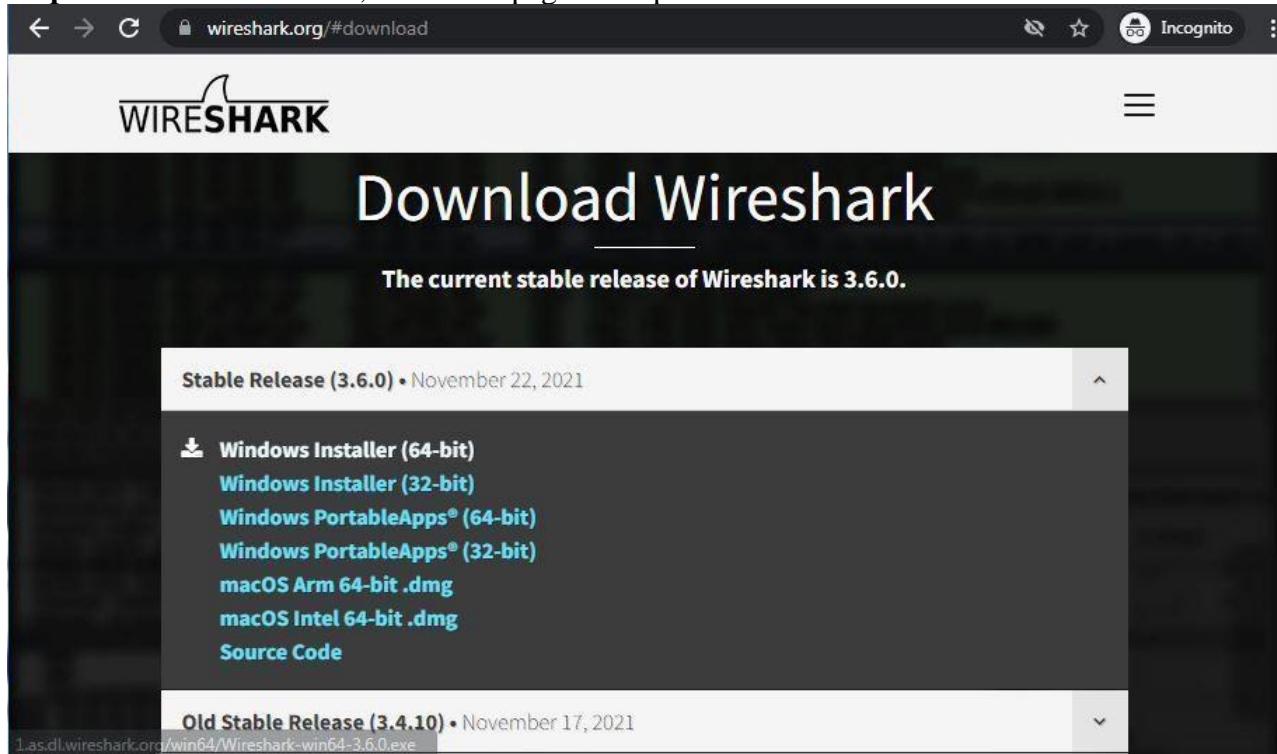 wireshark.org/#download
Incognito
WIRESHARK
Download Wireshark
The current stable release of Wireshark is 3.6.0.
Stable Release (3.6.0) • November 22, 2021
Windows Installer (64-bit)
Windows Installer (32-bit)
Windows PortableApps® (64-bit)
Windows PortableApps® (32-bit)
macOS Arm 64-bit .dmg
macOS Intel 64-bit .dmg
Source Code
Old Stable Release (3.4.10) • November 17, 2021
1.as.dl.wireshark.org/win64/Wireshark-win64-3.6.0.exe